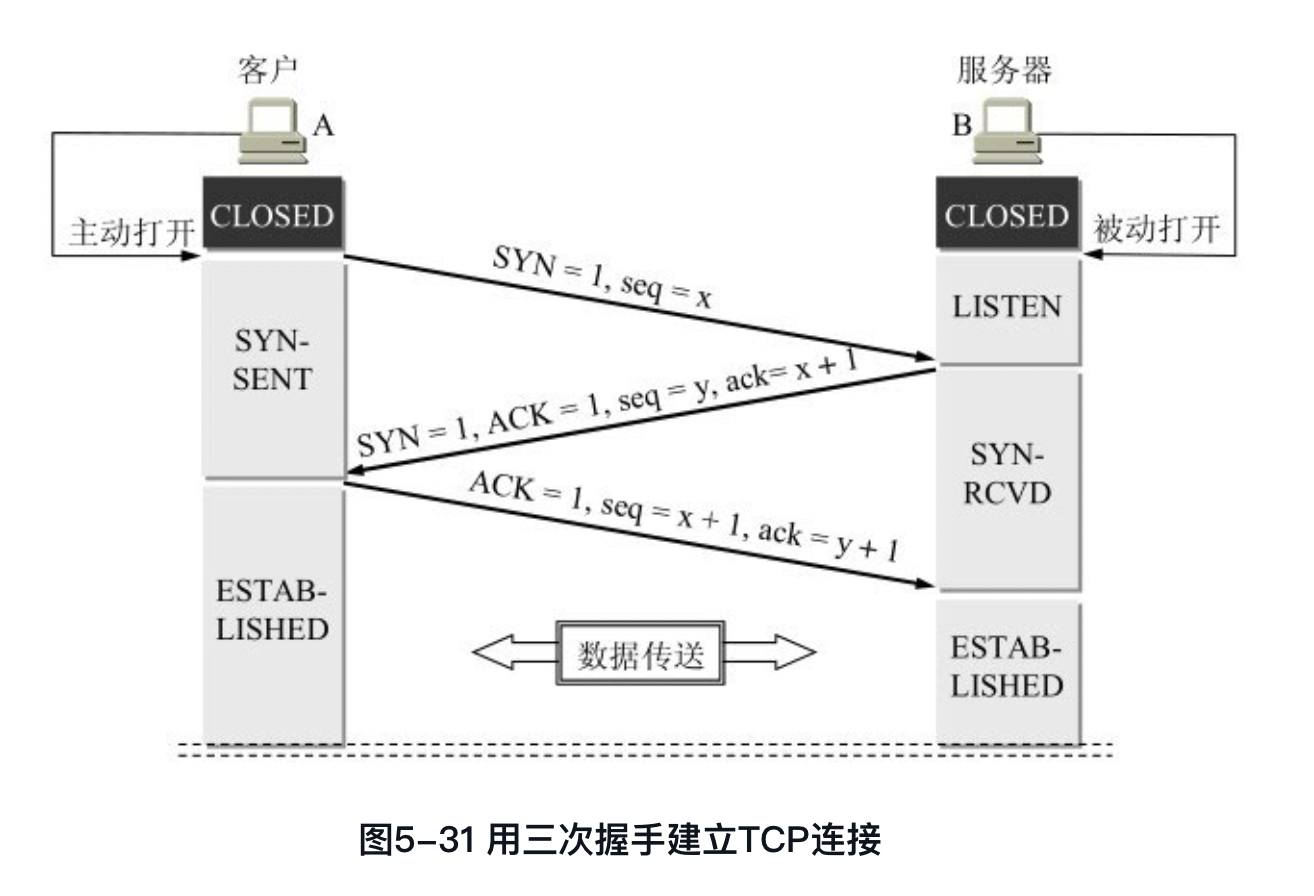 客户
服务器
A
B
CLOSED
CLOSED
主动打开
被动打开
SYN = 1, seq = x
LISTEN
SYN-
SENT
SYN = 1, ACK = 1, seq = y, ack= x + 1
SYN-
RCVD
ACK = 1, seq = x + 1, ack = y + 1
ESTAB-
LISHED
数据传送
ESTAB-
LISHED
图5-31 用三次握手建立TCP连接